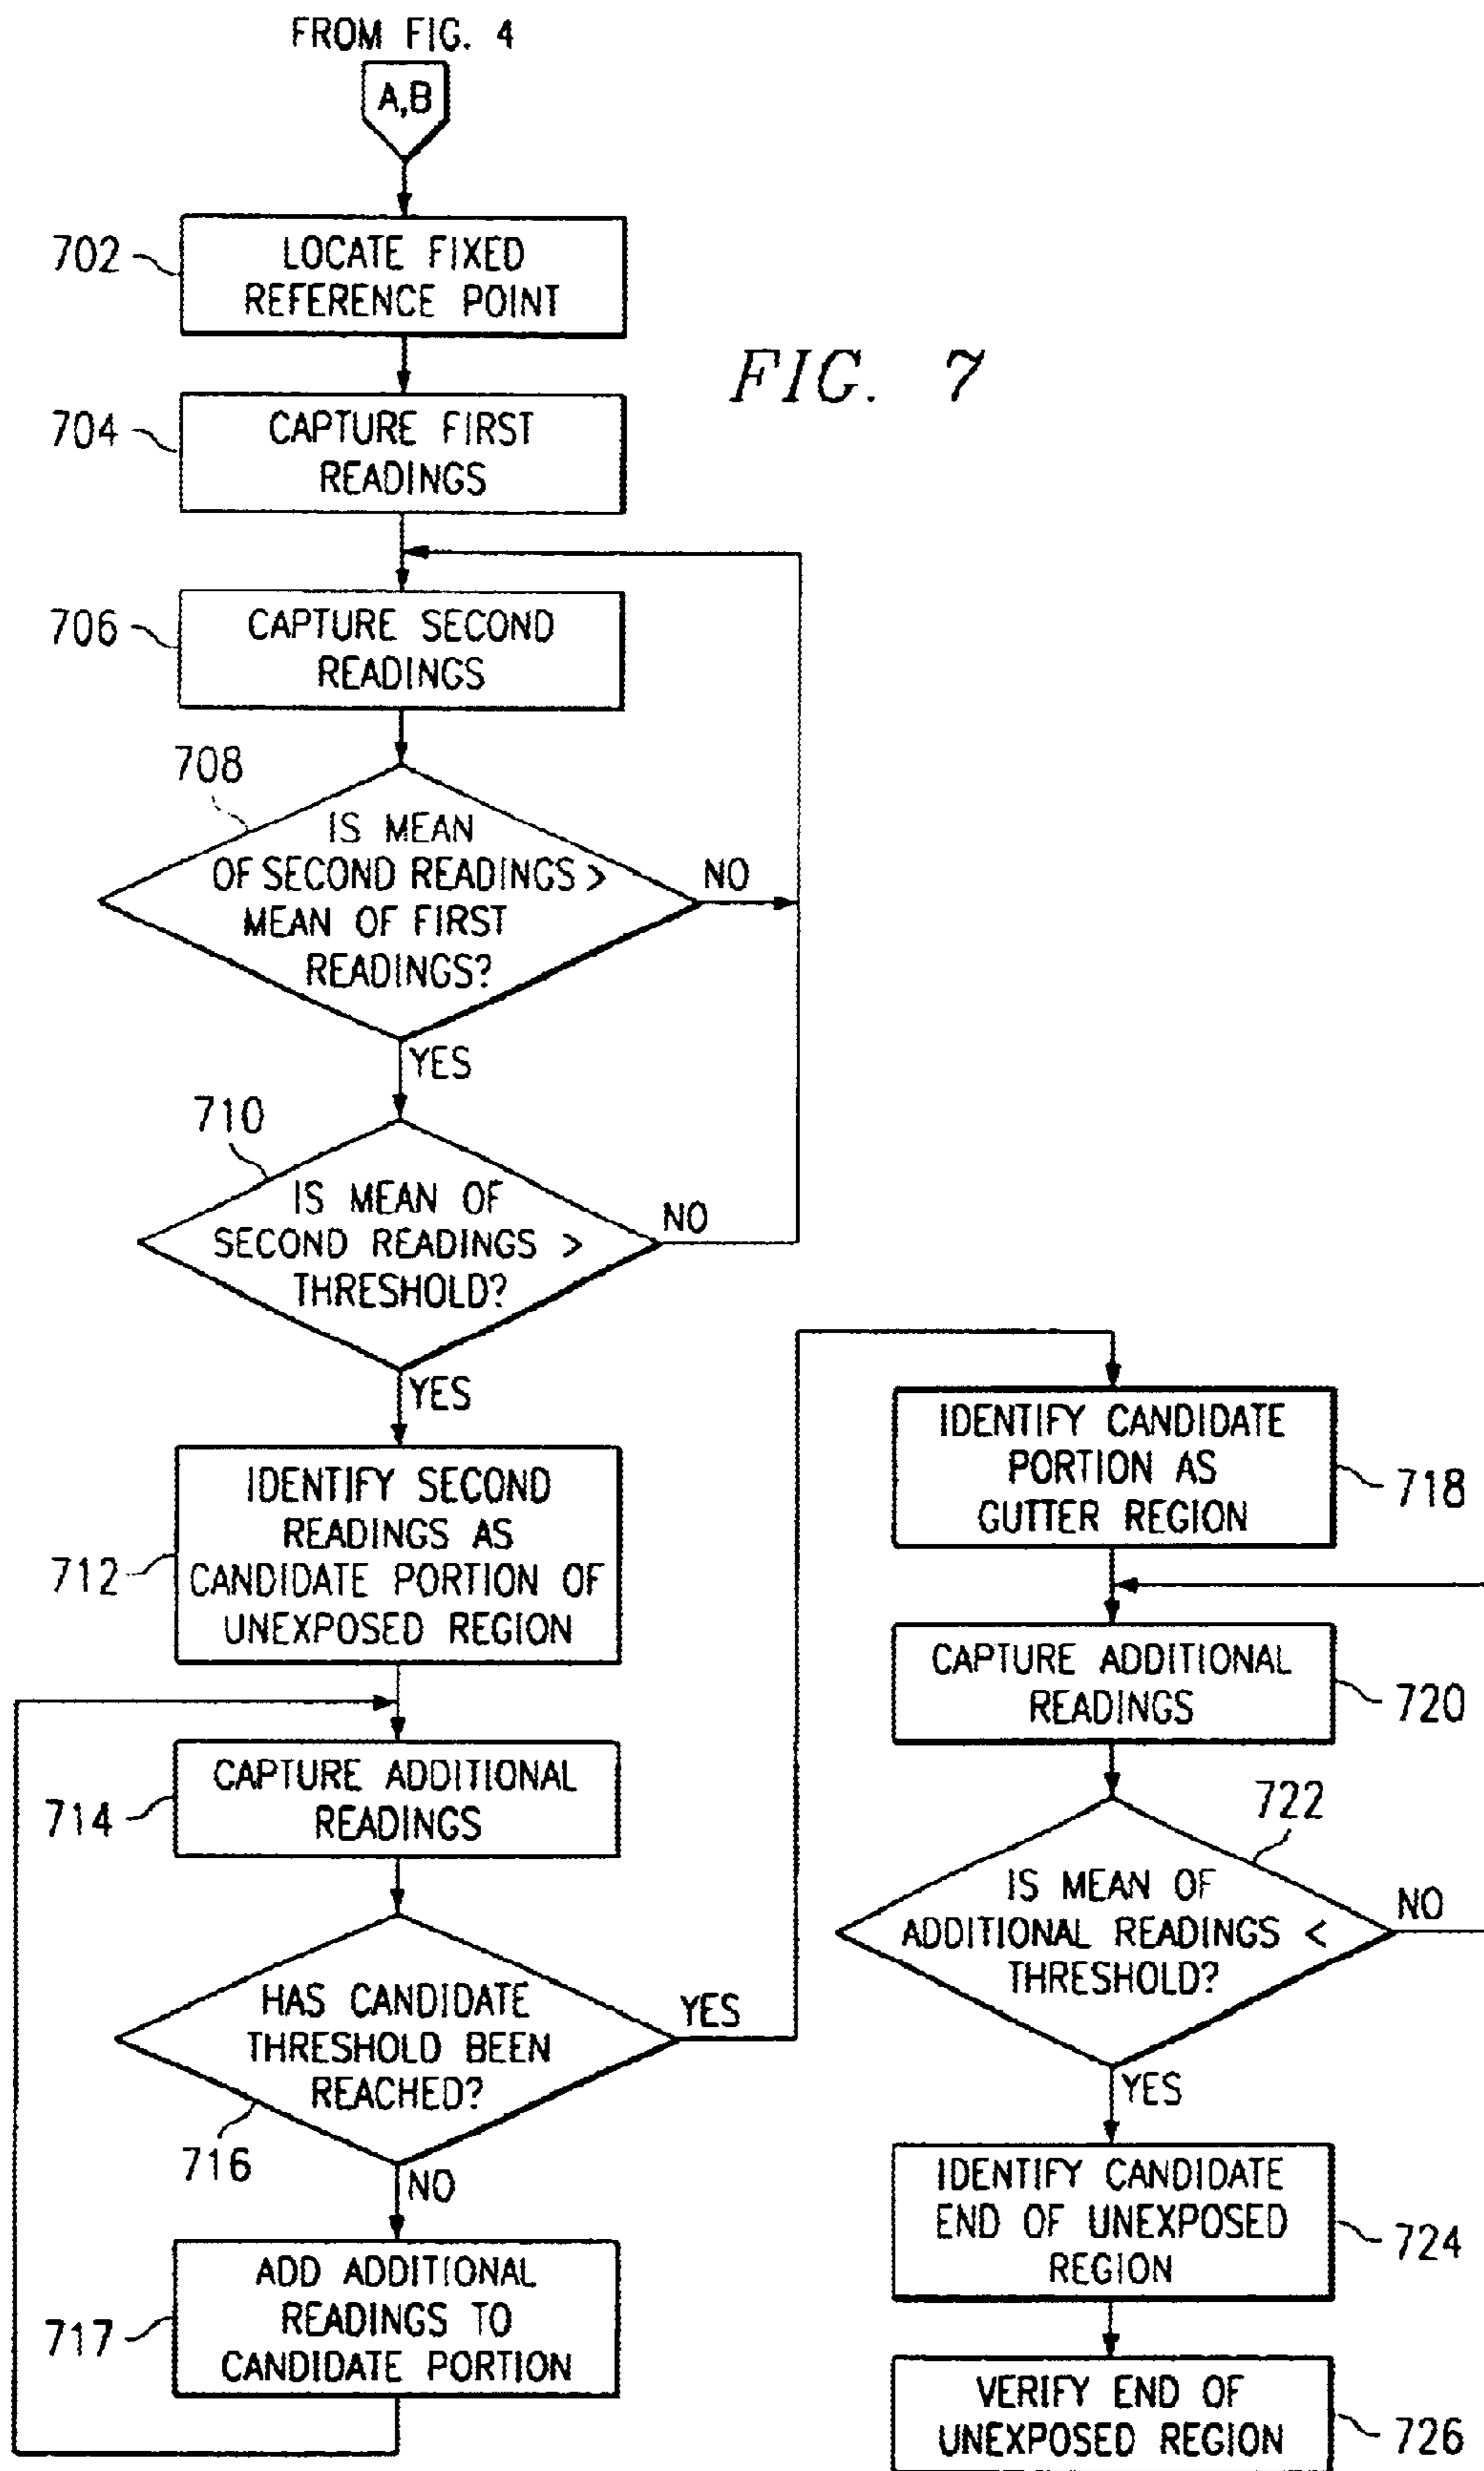 FROM FIG. 4
A,B
702
LOCATE FIXED
REFERENCE POINT
FIG. 7
704
CAPTURE FIRST
READINGS
706
CAPTURE SECOND
READINGS
708
IS MEAN
OF SECOND READINGS >
MEAN OF FIRST
READINGS?
NO
YES
710
IS MEAN OF
SECOND READINGS >
THRESHOLD?
NO
YES
712
IDENTIFY SECOND
READINGS AS
CANDIDATE PORTION OF
UNEXPOSED REGION
714
CAPTURE ADDITIONAL
READINGS
HAS CANDIDATE
THRESHOLD BEEN
REACHED?
YES
716
NO
717
ADD ADDITIONAL
READINGS TO
CANDIDATE PORTION
IDENTIFY CANDIDATE
PORTION AS
GUTTER REGION
718
CAPTURE ADDITIONAL
READINGS
720
722
IS MEAN OF
ADDITIONAL READINGS <
THRESHOLD?
NO
YES
IDENTIFY CANDIDATE
END OF UNEXPOSED
REGION
724
VERIFY END OF
UNEXPOSED REGION
726